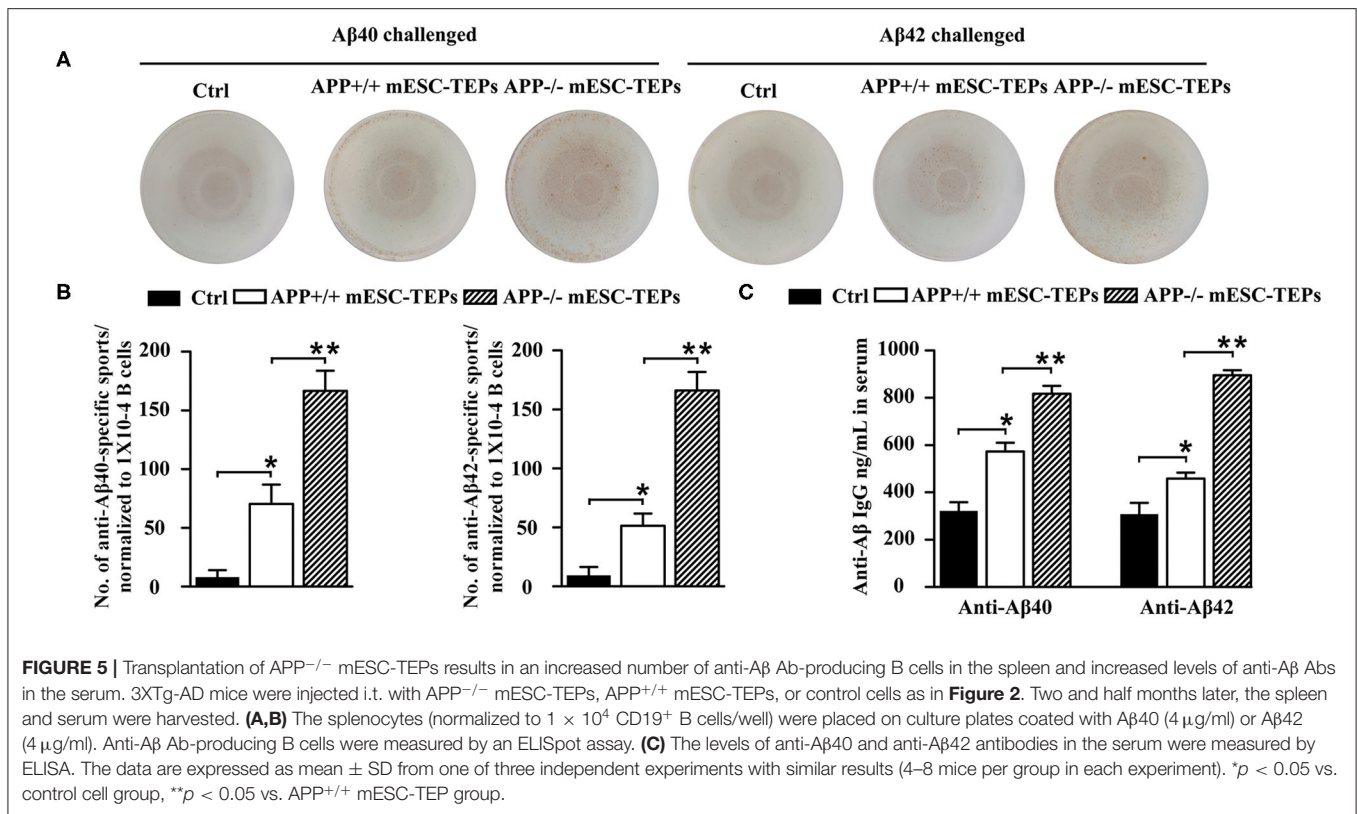 Aβ40 challenged
Aβ42 challenged
A
Ctrl
APP+/+ mESC-TEPs
APP-/- mESC-TEPs
Ctrl
APP+/+ mESC-TEPs
APP-/- mESC-TEPs
B
Ctrl
APP+/+ mESC-TEPs
APP-/- mESC-TEPs
No. of anti-Aβ40-specific sports/
normalized to 1X10-4 B cells
200
150
100
50
0
*
**
No. of anti-Aβ42-specific sports/
normalized to 1X10-4 B cells
200
150
100
50
0
*
**
C
Ctrl
APP+/+ mESC-TEPs
APP-/- mESC-TEPs
Anti-Aβ IgG ng/mL in serum
1000
800
600
400
200
0
*
**
*
**
Anti-Aβ40
Anti-Aβ42
FIGURE 5 | Transplantation of APP−/− mESC-TEPs results in an increased number of anti-Aβ Ab-producing B cells in the spleen and increased levels of anti-Aβ Abs
in the serum. 3XTg-AD mice were injected i.t. with APP−/− mESC-TEPs, APP+/+ mESC-TEPs, or control cells as in Figure 2. Two and half months later, the spleen
and serum were harvested. (A,B) The splenocytes (normalized to 1 × 10⁴ CD19+ B cells/well) were placed on culture plates coated with Aβ40 (4 μg/ml) or Aβ42
(4 μg/ml). Anti-Aβ Ab-producing B cells were measured by an ELISpot assay. (C) The levels of anti-Aβ40 and anti-Aβ42 antibodies in the serum were measured by
ELISA. The data are expressed as mean ± SD from one of three independent experiments with similar results (4–8 mice per group in each experiment). *p < 0.05 vs.
control cell group, **p < 0.05 vs. APP+/+ mESC-TEP group.